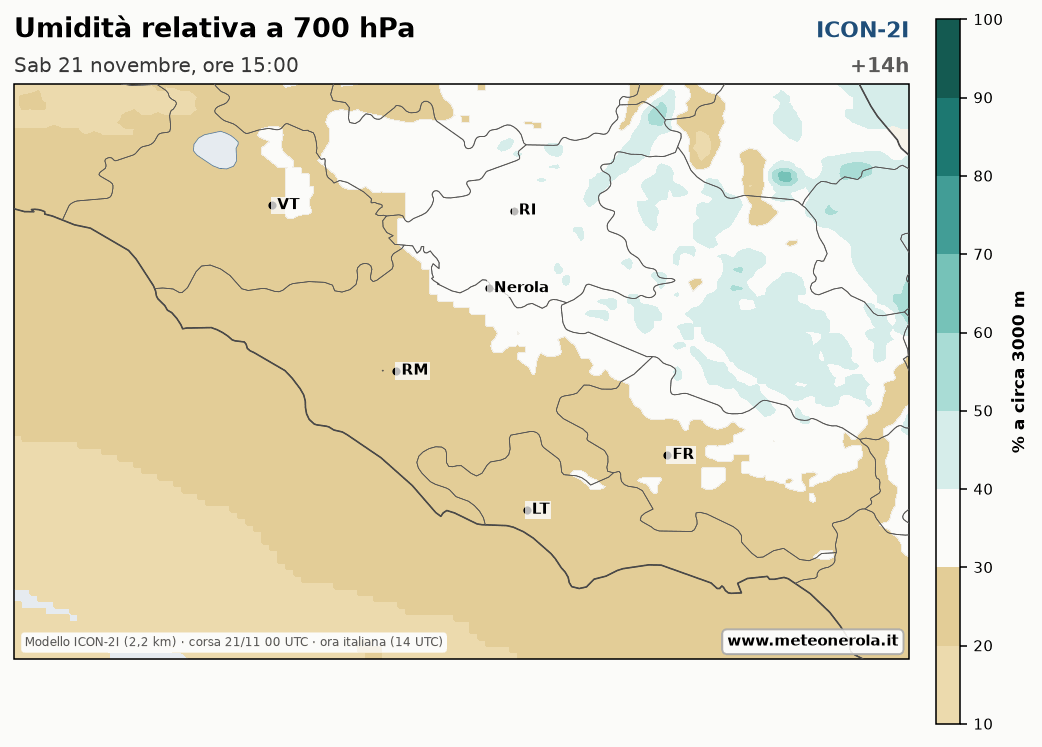 Umidità relativa a 700 hPa
ICON-2I
Sab 21 novembre, ore 15:00
+14h
VT
RI
Nerola
RM
FR
LT
Modello ICON-2I (2,2 km) · corsa 21/11 00 UTC · ora italiana (14 UTC)
www.meteonerola.it
100
90
80
70
60
50
40
30
20
10
% a circa 3000 m